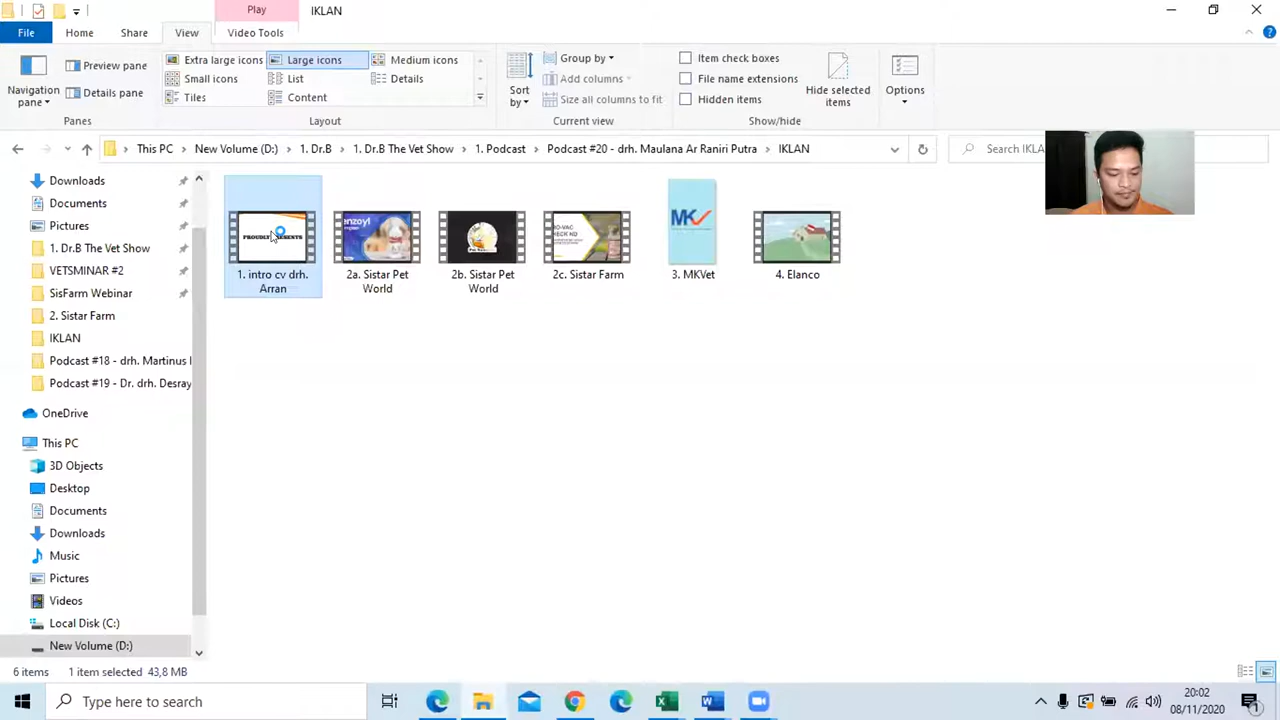 Play
IKLAN
File
Home
Share
View
Video Tools
Navigation pane
Preview pane
Details pane
Panes
Extra large icons
Large icons
Medium icons
Small icons
List
Details
Tiles
Content
Layout
Sort by
Group by
Add columns
Size all columns to fit
Current view
Item check boxes
File name extensions
Hidden items
Hide selected items
Show/hide
Options
This PC
New Volume (D:)
1. Dr.B
1. Dr.B The Vet Show
1. Podcast
Podcast #20 - drh. Maulana Ar Raniri Putra
IKLAN
Search IKL
Downloads
Documents
Pictures
1. Dr.B The Vet Show
VETSMINAR #2
SisFarm Webinar
2. Sistar Farm
IKLAN
Podcast #18 - drh. Martinus
Podcast #19 - Dr. drh. Desray
OneDrive
This PC
3D Objects
Desktop
Documents
Downloads
Music
Pictures
Videos
Local Disk (C:)
New Volume (D:)
1. intro cv drh.
Arran
2a. Sistar Pet
World
2b. Sistar Pet
World
2c. Sistar Farm
MK
3. MKVet
4. Elanco
6 items
1 item selected
43,8 MB
Type here to search
20:02
08/11/2020